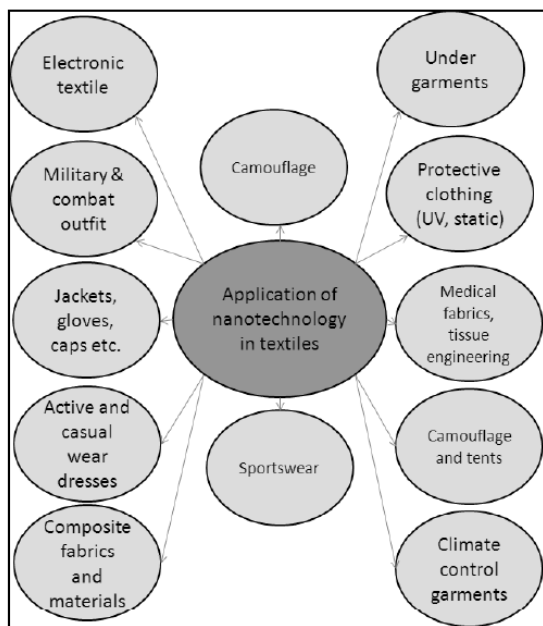 Electronic
textile
Under
garments
Camouflage
Military &
combat
outfit
Protective
clothing
(UV, static)
Application of
nanotechnology
in textiles
Jackets,
gloves,
caps etc.
Medical
fabrics,
tissue
engineering
Active and
casual
wear
dresses
Camouflage
and tents
Sportswear
Composite
fabrics
and
materials
Climate
control
garments